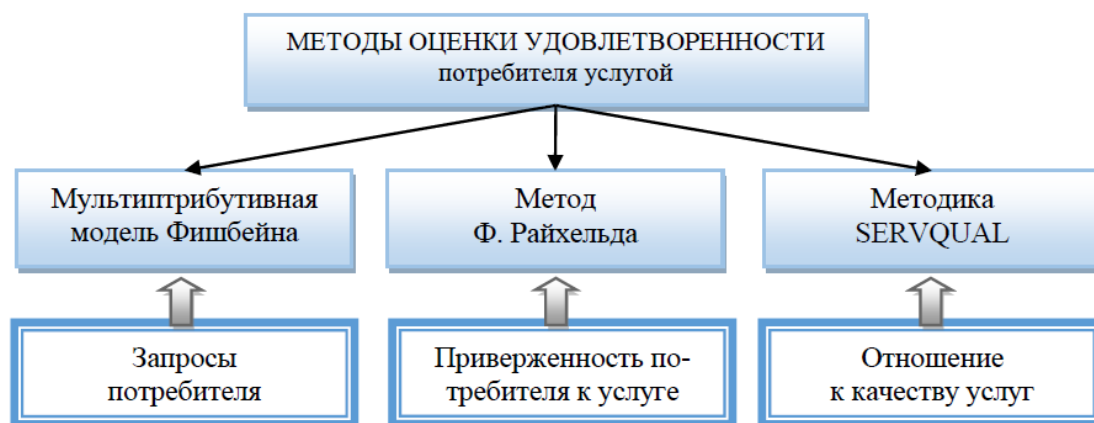 МЕТОДЫ ОЦЕНКИ УДОВЛЕТВОРЕННОСТИ
потребителя услугой
Мультиптрибутивная
модель Фишбейна
Метод
Ф. Райхельда
Методика
SERVQUAL
Запросы
потребителя
Приверженность по-
требителя к услуге
Отношение
к качеству услуг